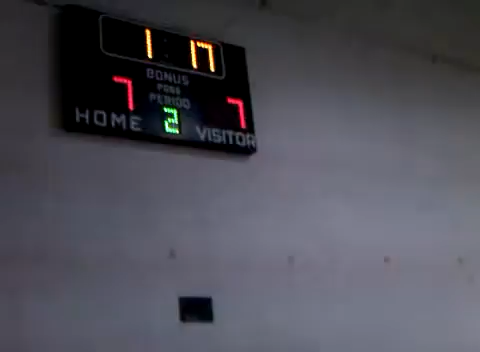 1 17
BONUS
POSS
PERIOD
7 2 7
HOME VISITOR